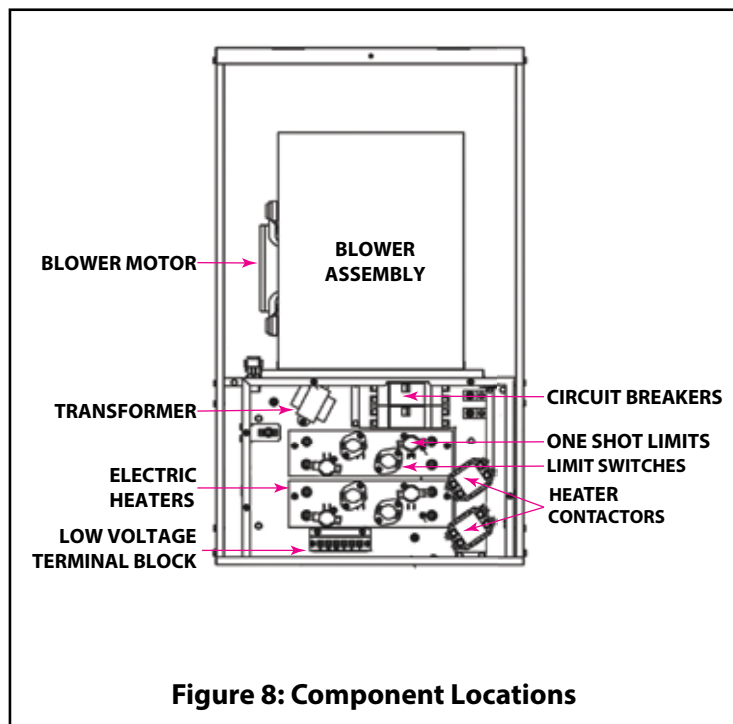 BLOWER MOTOR
BLOWER
ASSEMBLY
TRANSFORMER
CIRCUIT BREAKERS
ONE SHOT LIMITS
LIMIT SWITCHES
ELECTRIC
HEATERS
HEATER
CONTACTORS
LOW VOLTAGE
TERMINAL BLOCK
Figure 8: Component Locations